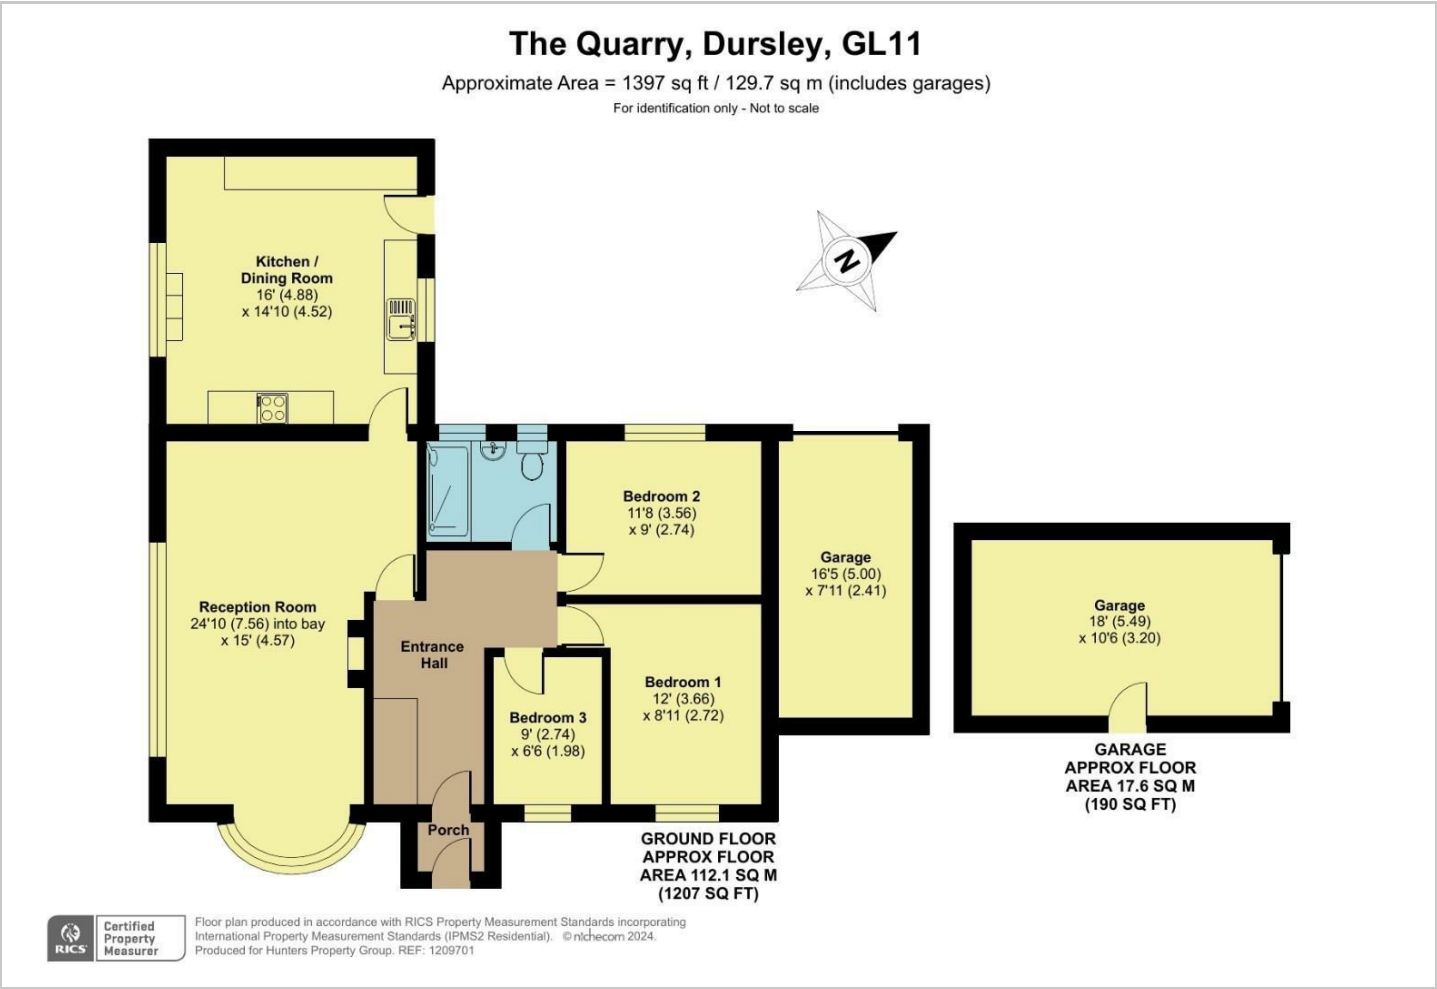 The Quarry, Dursley, GL11
Approximate Area = 1397 sq ft / 129.7 sq m (includes garages)
For identification only - Not to scale
Kitchen /
Dining Room
16' (4.88)
x 14'10 (4.52)
N
Bedroom 2
11'8 (3.56)
x 9' (2.74)
Garage
16'5 (5.00)
x 7'11 (2.41)
Reception Room
24'10 (7.56) into bay
x 15' (4.57)
Garage
18' (5.49)
x 10'6 (3.20)
Entrance
Hall
Bedroom 1
12' (3.66)
x 8'11 (2.72)
Bedroom 3
9' (2.74)
x 6'6 (1.98)
GARAGE
APPROX FLOOR
AREA 17.6 SQ M
(190 SQ FT)
Porch
GROUND FLOOR
APPROX FLOOR
AREA 112.1 SQ M
(1207 SQ FT)
RICS
Certified
Property
Measurer
Floor plan produced in accordance with RICS Property Measurement Standards incorporating
International Property Measurement Standards (IPMS2 Residential). ©nichecom 2024.
Produced for Hunters Property Group. REF: 1209701